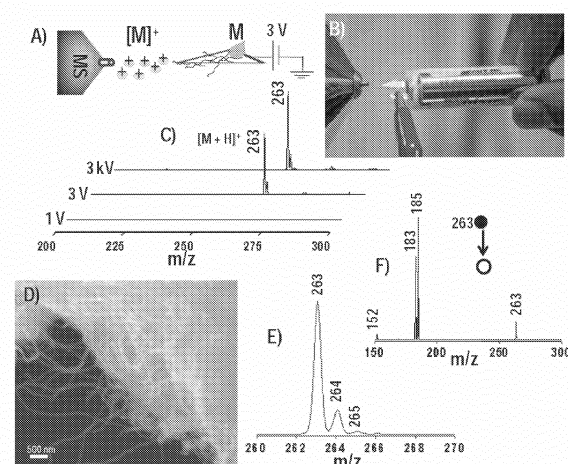 A)
[M]+
M
3 V
MS
B)
C)
[M + H]+
263
263
3 kV
3 V
1 V
200
225
250
275
300
m/z
D)
500 nm
E)
263
264
265
260
262
264
266
268
270
m/z
F)
263
185
183
152
263
150
200
250
300
m/z